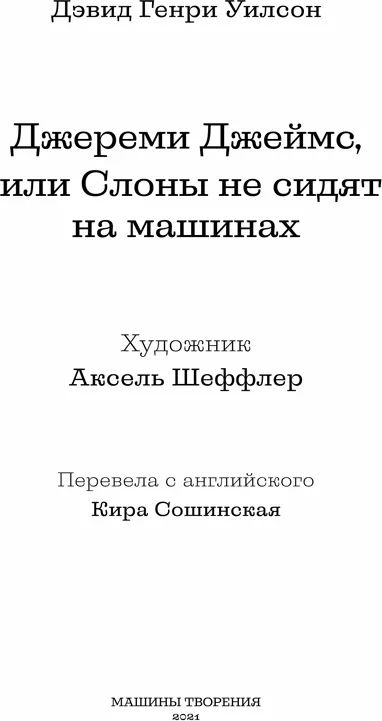 Дэвид Генри Уилсон
Джереми Джеймс,
или Слоны не сидят
на машинах
Художник
Аксель Шеффлер
Перевела с английского
Кира Сошинская
МАШИНЫ ТВОРЕНИЯ
2021